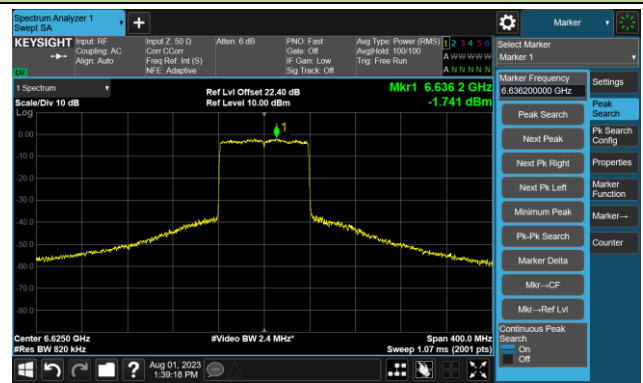 Spectrum Analyzer 1
Swept SA
+
Marker
KEYSIGHT
Input: RF
Coupling: AC
Align: Auto
Input Z: 50 Ω
Corr CCorr
Freq Ref: Int (S)
NFE: Adaptive
Atten: 6 dB
PNO: Fast
Gate: Off
IF Gain: Low
Sig Track: Off
Avg Type: Power (RMS)
Avg|Hold: 100/100
Trig: Free Run
1 2 3 4 5 6
A W W W W W
A N N N N N
LXI
Select Marker
Marker 1
1 Spectrum
Scale/Div 10 dB
Log
Ref Lvl Offset 22.40 dB
Ref Level 10.00 dBm
Mkr1 6.636 2 GHz
-1.741 dBm
1
0.00
-10.0
-20.0
-30.0
-40.0
-50.0
-60.0
-70.0
-80.0
Center 6.6250 GHz
#Res BW 820 kHz
#Video BW 2.4 MHz*
Span 400.0 MHz
Sweep 1.07 ms (2001 pts)
Marker Frequency
6.636200000 GHz
Peak Search
Next Peak
Next Pk Right
Next Pk Left
Minimum Peak
Pk-Pk Search
Marker Delta
Mkr→CF
Mkr→Ref Lvl
Continuous Peak
Search
On
Off
Settings
Peak
Search
Pk Search
Config
Properties
Marker
Function
Marker→
Counter
?
Aug 01, 2023
1:39:18 PM